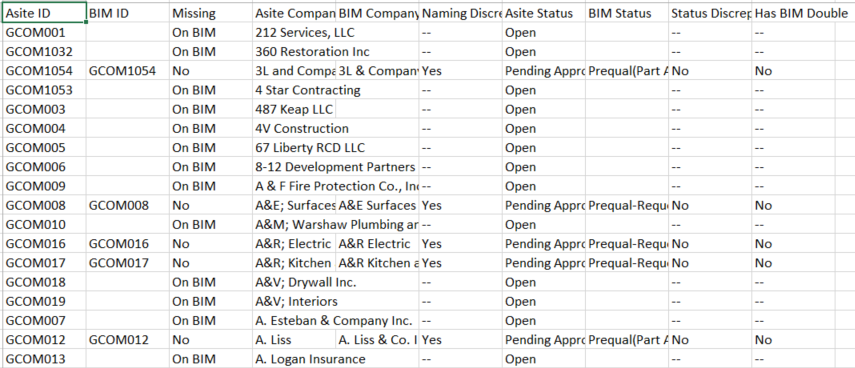 Asite ID BIM ID Missing Asite Compan BIM Company Naming Discre Asite Status BIM Status Status Discrep Has BIM Double
GCOM001 On BIM 212 Services, LLC -- Open -- --
GCOM1032 On BIM 360 Restoration Inc -- Open -- --
GCOM1054 GCOM1054 No 3L and Compa 3L & Company Yes Pending Appro Prequal(Part A No No
GCOM1053 On BIM 4 Star Contracting -- Open -- --
GCOM003 On BIM 487 Keap LLC -- Open -- --
GCOM004 On BIM 4V Construction -- Open -- --
GCOM005 On BIM 67 Liberty RCD LLC -- Open -- --
GCOM006 On BIM 8-12 Development Partners -- Open -- --
GCOM009 On BIM A & F Fire Protection Co., Inc -- Open -- --
GCOM008 GCOM008 No A&E; Surfaces A&E Surfaces Yes Pending Appro Prequal-Reque No No
GCOM010 On BIM A&M; Warshaw Plumbing an -- Open -- --
GCOM016 GCOM016 No A&R; Electric A&R Electric Yes Pending Appro Prequal-Reque No No
GCOM017 GCOM017 No A&R; Kitchen A&R Kitchen a Yes Pending Appro Prequal-Reque No No
GCOM018 On BIM A&V; Drywall Inc. -- Open -- --
GCOM019 On BIM A&V; Interiors -- Open -- --
GCOM007 On BIM A. Esteban & Company Inc. -- Open -- --
GCOM012 GCOM012 No A. Liss A. Liss & Co. I Yes Pending Appro Prequal(Part A No No
GCOM013 On BIM A. Logan Insurance -- Open -- --